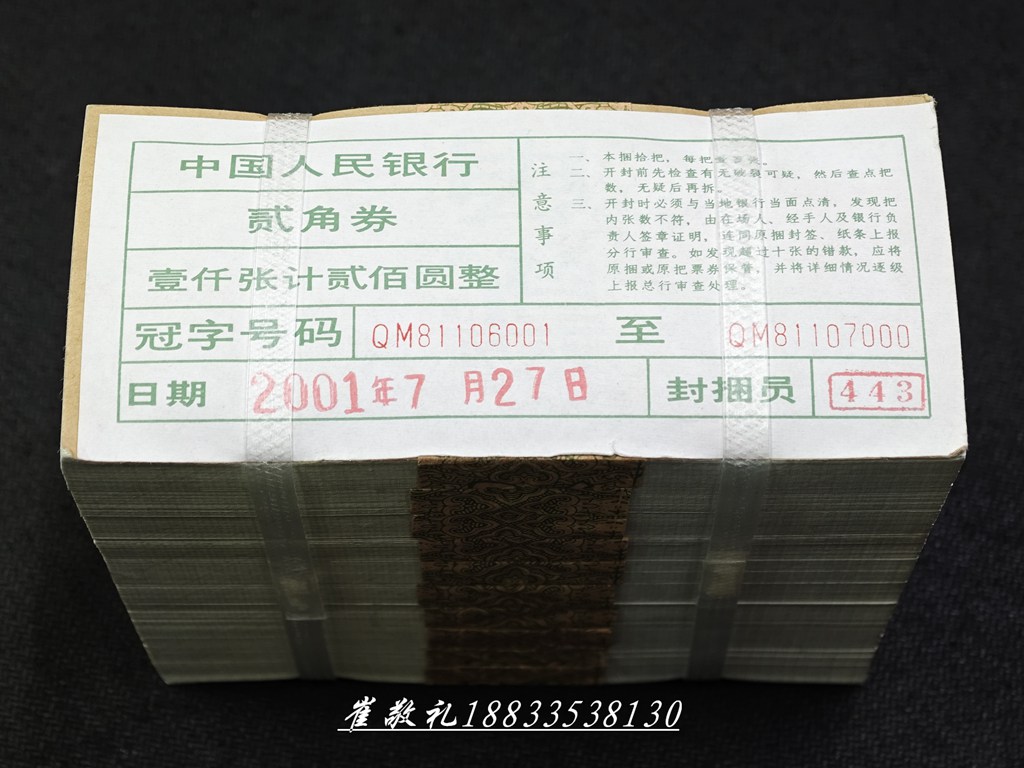 中国人民银行
贰角券
壹仟张计贰佰圆整
注意事项
一、本捆拾把，每把
二、开封前先检查有无破裂可疑，然后查点把
数，无疑后再拆。
三、开封时必须与当地银行当面点清，发现把
内张数不符，由在场人、经手人及银行负
责人签章证明，连同原捆封签、纸条上报
分行审查。如发现超过十张的错款，应将
原捆或原把票券保管，并将详细情况逐级
上报总行审查处理。
冠字号码 QM81106001 至 QM81107000
日期 2001年7月27日 封捆员 443
崔敬礼18833538130